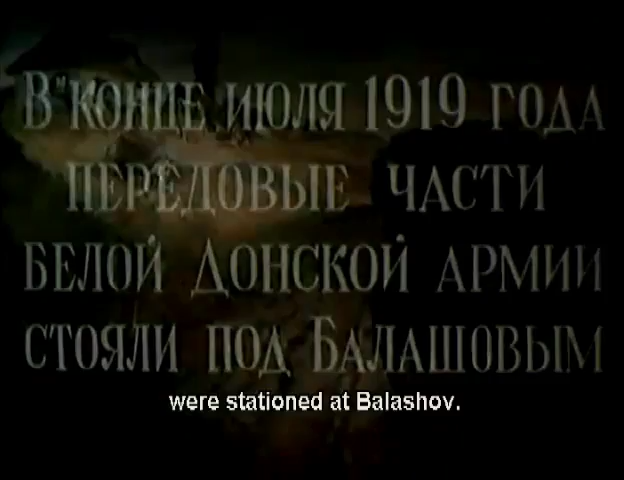 В КОНЦЕ ИЮЛЯ 1919 ГОДА
ПЕРЕДОВЫЕ ЧАСТИ
БЕЛОЙ ДОНСКОЙ АРМИИ
СТОЯЛИ ПОД БАЛАШОВЫМ
were stationed at Balashov.